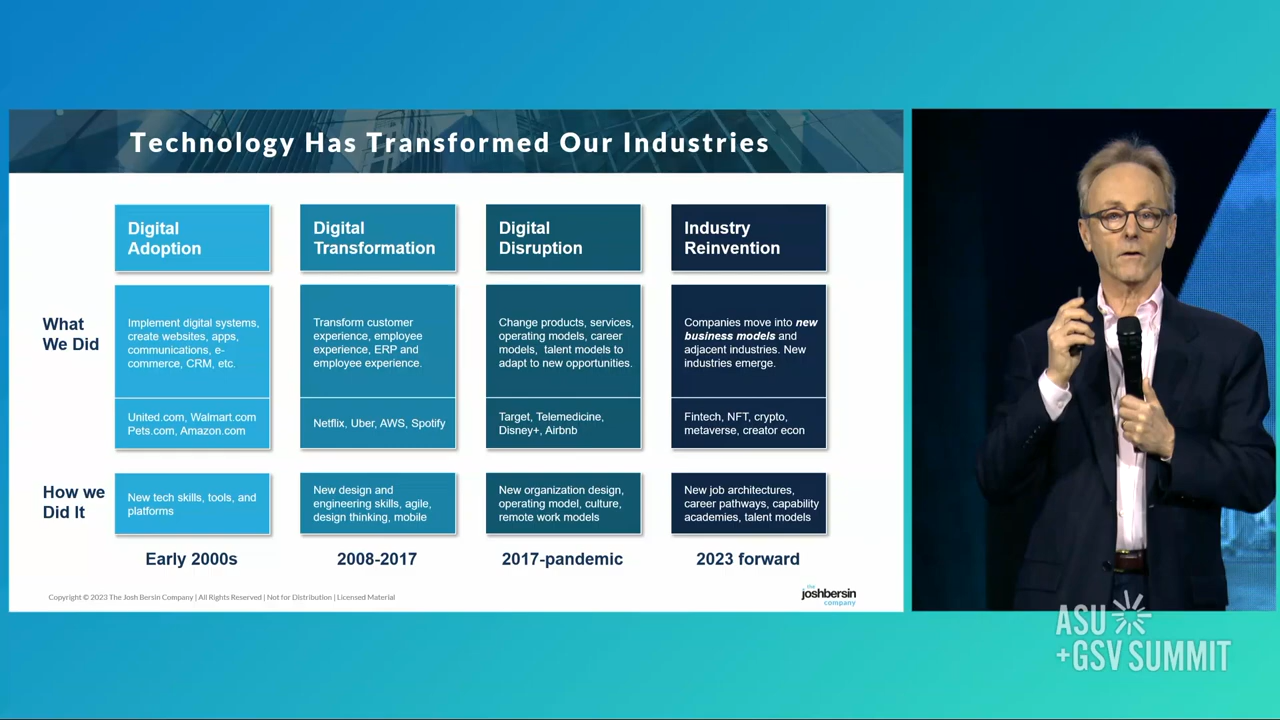 Technology Has Transformed Our Industries
Digital
Adoption
Digital
Transformation
Digital
Disruption
Industry
Reinvention
What
We Did
Implement digital systems,
create websites, apps,
communications, e-
commerce, CRM, etc.
Transform customer
experience, employee
experience, ERP and
employee experience.
Change products, services,
operating models, career
models, talent models to
adapt to new opportunities.
Companies move into new
business models and
adjacent industries. New
industries emerge.
United.com, Walmart.com
Pets.com, Amazon.com
Netflix, Uber, AWS, Spotify
Target, Telemedicine,
Disney+, Airbnb
Fintech, NFT, crypto,
metaverse, creator econ
How we
Did It
New tech skills, tools, and
platforms
New design and
engineering skills, agile,
design thinking, mobile
New organization design,
operating model, culture,
remote work models
New job architectures,
career pathways, capability
academies, talent models
Early 2000s
2008-2017
2017-pandemic
2023 forward
Copyright © 2023 The Josh Bersin Company | All Rights Reserved | Not for Distribution | Licensed Material
the
joshbersin
company
ASU
+GSV SUMMIT